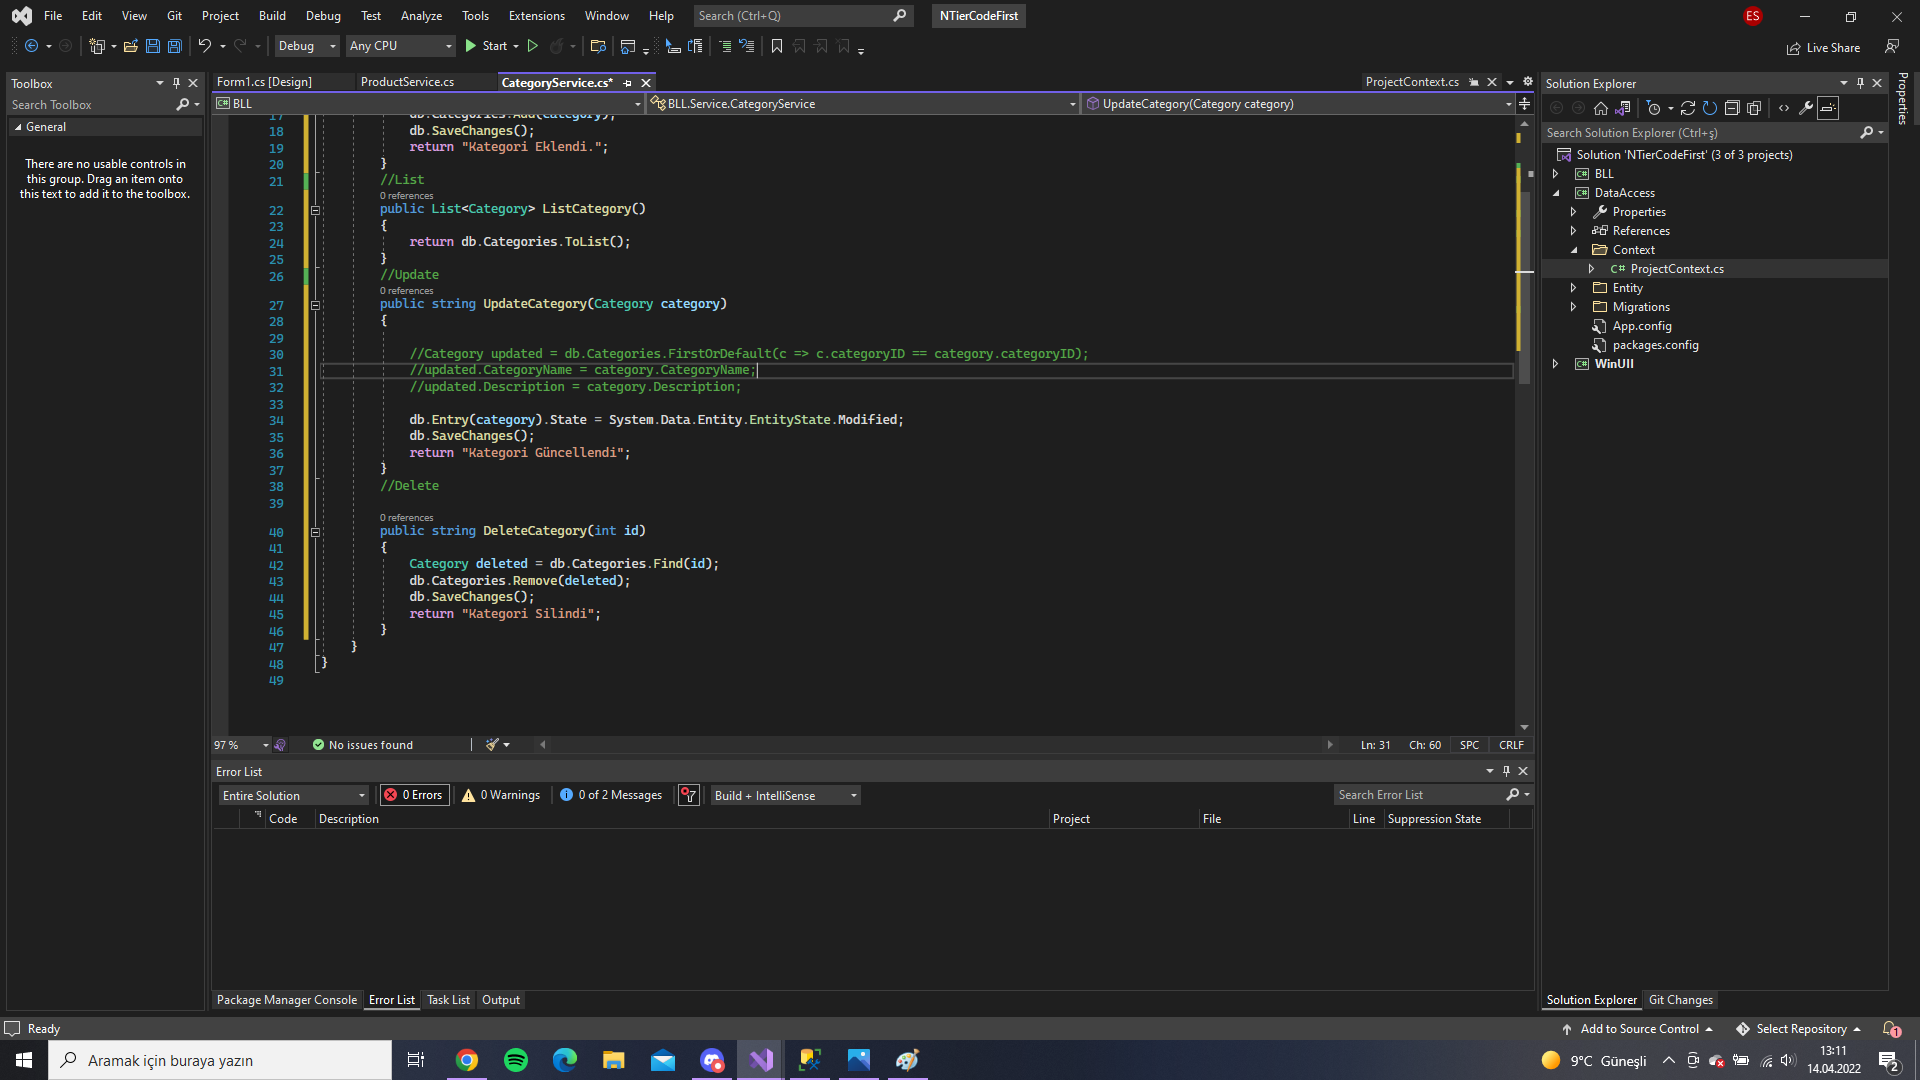 File Edit View Git Project Build Debug Test Analyze Tools Extensions Window Help Search (Ctrl+Q) NTierCodeFirst ES
Debug Any CPU Start Live Share
Toolbox
Search Toolbox
General
There are no usable controls in
this group. Drag an item onto
this text to add it to the toolbox.
Form1.cs [Design] ProductService.cs CategoryService.cs* ProjectContext.cs
BLL BLL.Service.CategoryService UpdateCategory(Category category)
17 db.Categories.Add(category);
18 db.SaveChanges();
19 return "Kategori Eklendi.";
20 }
21 //List
0 references
22 public List<Category> ListCategory()
23 {
24 return db.Categories.ToList();
25 }
26 //Update
0 references
27 public string UpdateCategory(Category category)
28 {
29
30 //Category updated = db.Categories.FirstOrDefault(c => c.categoryID == category.categoryID);
31 //updated.CategoryName = category.CategoryName;
32 //updated.Description = category.Description;
33
34 db.Entry(category).State = System.Data.Entity.EntityState.Modified;
35 db.SaveChanges();
36 return "Kategori Güncellendi";
37 }
38 //Delete
39
0 references
40 public string DeleteCategory(int id)
41 {
42 Category deleted = db.Categories.Find(id);
43 db.Categories.Remove(deleted);
44 db.SaveChanges();
45 return "Kategori Silindi";
46 }
47 }
48 }
49
97 % No issues found Ln: 31 Ch: 60 SPC CRLF
Error List
Entire Solution 0 Errors 0 Warnings 0 of 2 Messages Build + IntelliSense Search Error List
Code Description Project File Line Suppression State
Package Manager Console Error List Task List Output
Solution Explorer
Search Solution Explorer (Ctrl+ş)
Solution 'NTierCodeFirst' (3 of 3 projects)
C# BLL
C# DataAccess
Properties
References
Context
C# ProjectContext.cs
Entity
Migrations
App.config
packages.config
C# WinUII
Solution Explorer Git Changes
Properties
Ready Add to Source Control Select Repository 1
Aramak için buraya yazın 9°C Güneşli 13:11
14.04.2022 2